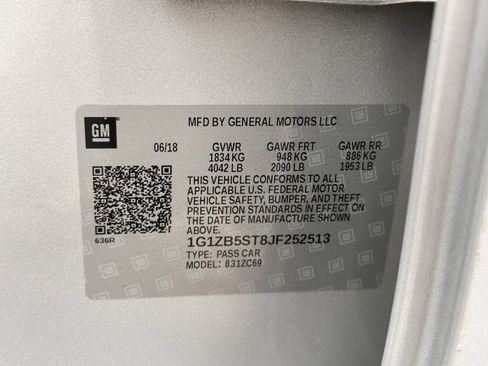 GM
MFD BY GENERAL MOTORS LLC
06/18 GVWR GAWR FRT GAWR RR
1834 KG 948 KG 886 KG
4042 LB 2090 LB 1953 LB
THIS VEHICLE CONFORMS TO ALL
APPLICABLE U.S. FEDERAL MOTOR
VEHICLE SAFETY, BUMPER, AND THEFT
PREVENTION STANDARDS IN EFFECT ON
THE DATE OF MANUFACTURE SHOWN
ABOVE.
636R 1G1ZB5ST8JF252513
TYPE: PASS CAR
MODEL: 831ZC69